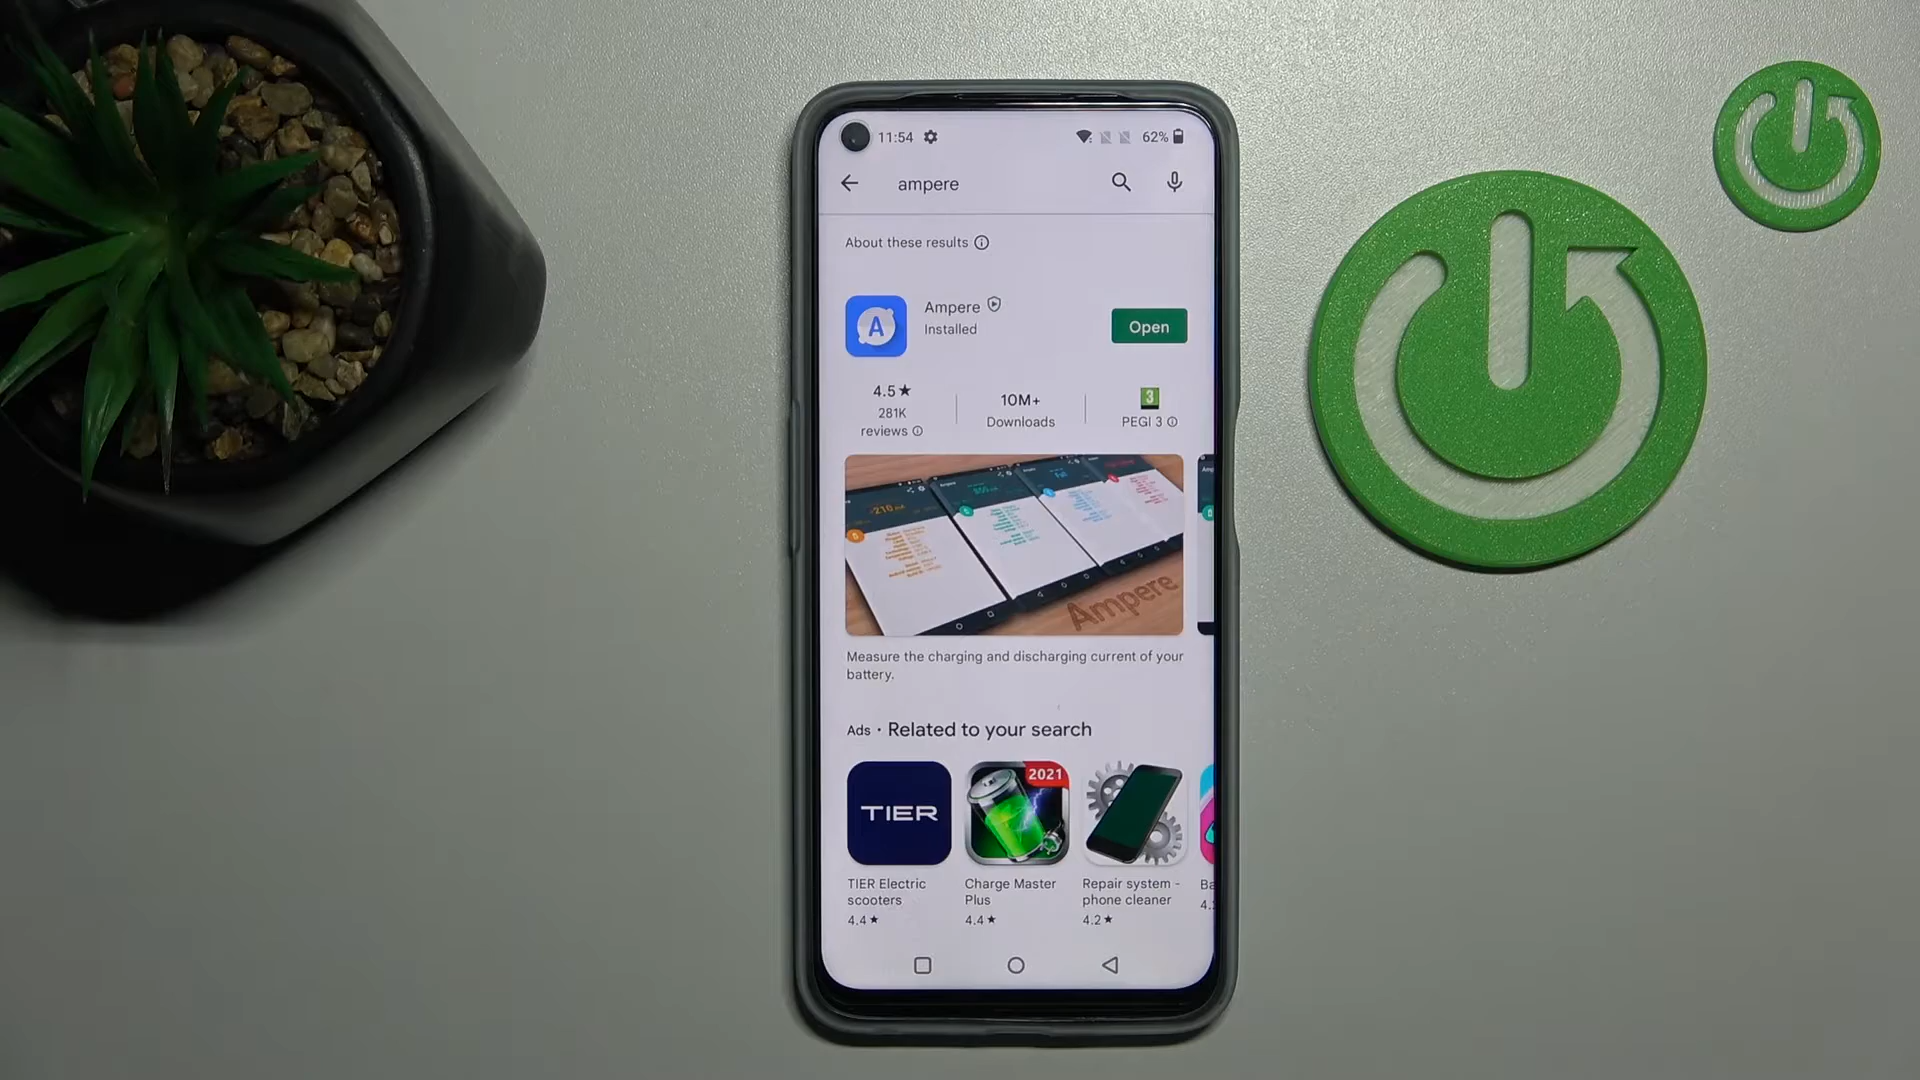 11:54
62%
ampere
About these results
Ampere
Installed
Open
A
4.5★
281K
reviews
10M+
Downloads
3
PEGI 3
Ampere
Measure the charging and discharging current of your
battery.
Ads · Related to your search
TIER
2021
TIER Electric
scooters
4.4★
Charge Master
Plus
4.4★
Repair system -
phone cleaner
4.2★
Ba